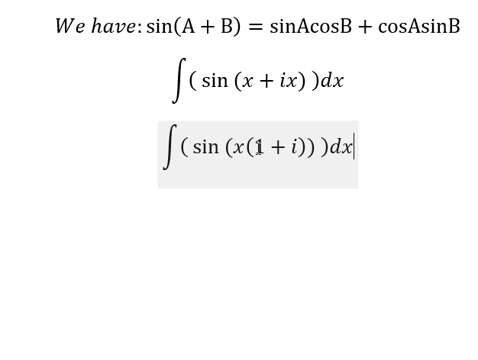 We have: sin(A + B) = sinAcosB + cosAsinB
∫( sin (x + ix) )dx
∫( sin (x(1 + i)) )dx